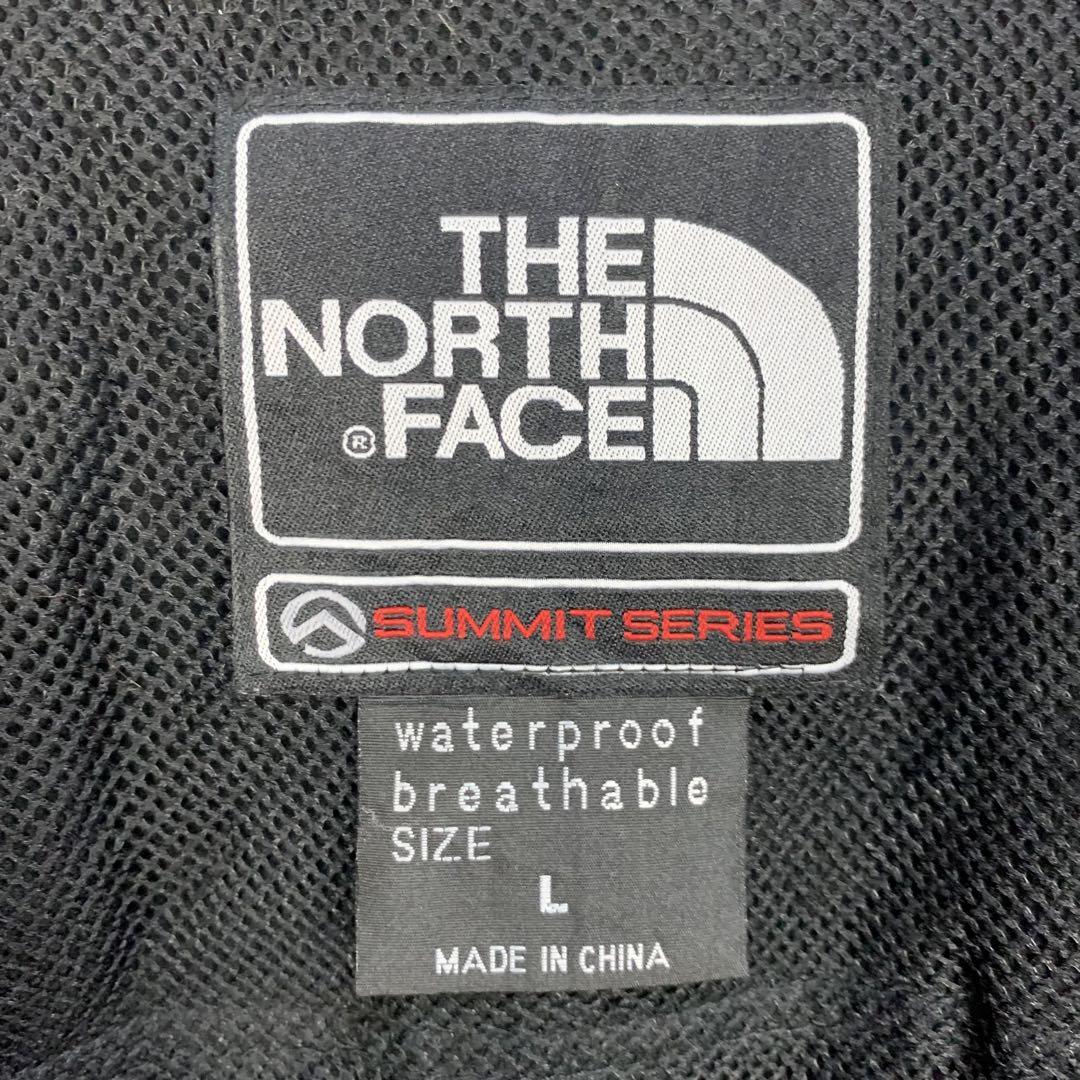 THE
NORTH
®FACE
SUMMIT SERIES
waterproof
breathable
SIZE
L
MADE IN CHINA